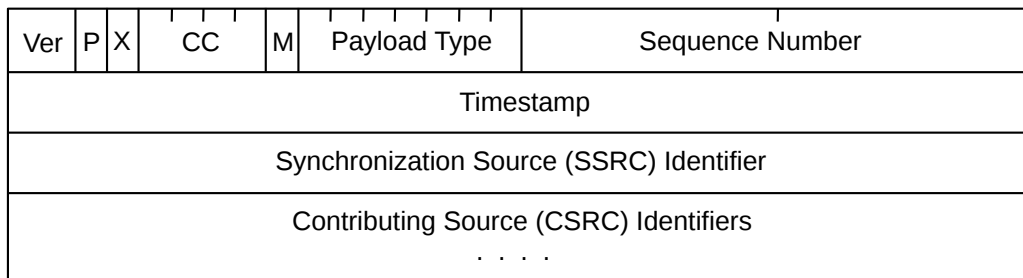 Ver P X CC M Payload Type Sequence Number
Timestamp
Synchronization Source (SSRC) Identifier
Contributing Source (CSRC) Identifiers
. . . .